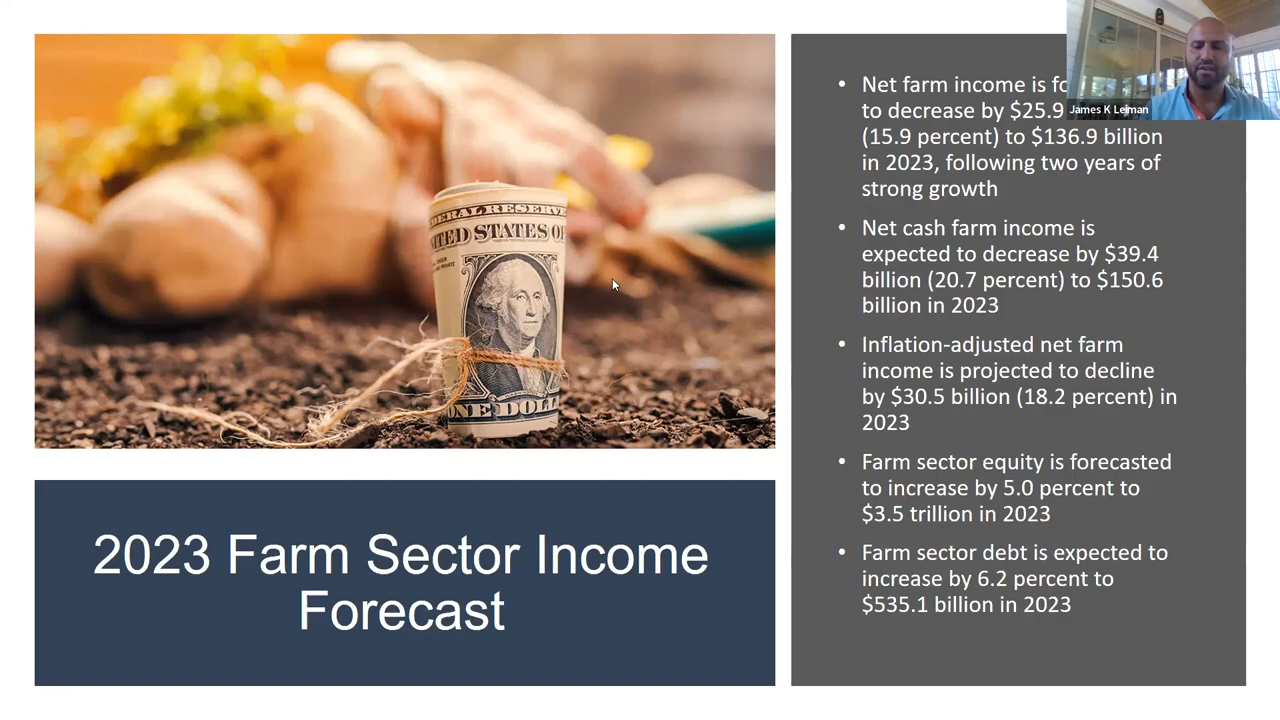 • Net farm income is
to decrease by $25.9
(15.9 percent) to $136.9 billion
in 2023, following two years of
strong growth
• Net cash farm income is
expected to decrease by $39.4
billion (20.7 percent) to $150.6
billion in 2023
• Inflation-adjusted net farm
income is projected to decline
by $30.5 billion (18.2 percent) in
2023
• Farm sector equity is forecasted
to increase by 5.0 percent to
$3.5 trillion in 2023
• Farm sector debt is expected to
increase by 6.2 percent to
$535.1 billion in 2023
James K Leiman
UNITED STATES OF
ONE DOLL
2023 Farm Sector Income
Forecast